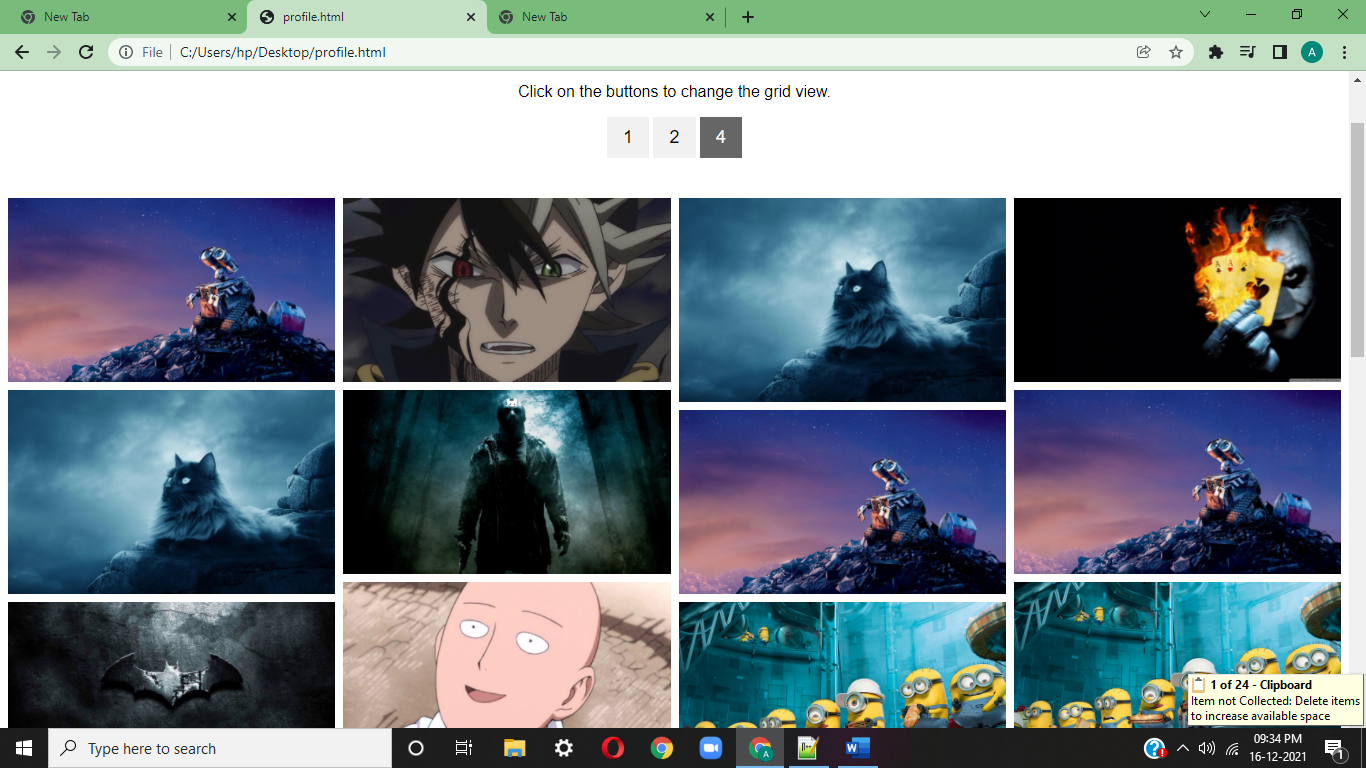 New Tab
profile.html
New Tab
File
C:/Users/hp/Desktop/profile.html
A
Click on the buttons to change the grid view.
1 2 4
1 of 24 - Clipboard
Item not Collected: Delete items
to increase available space
Type here to search
09:34 PM
16-12-2021
1